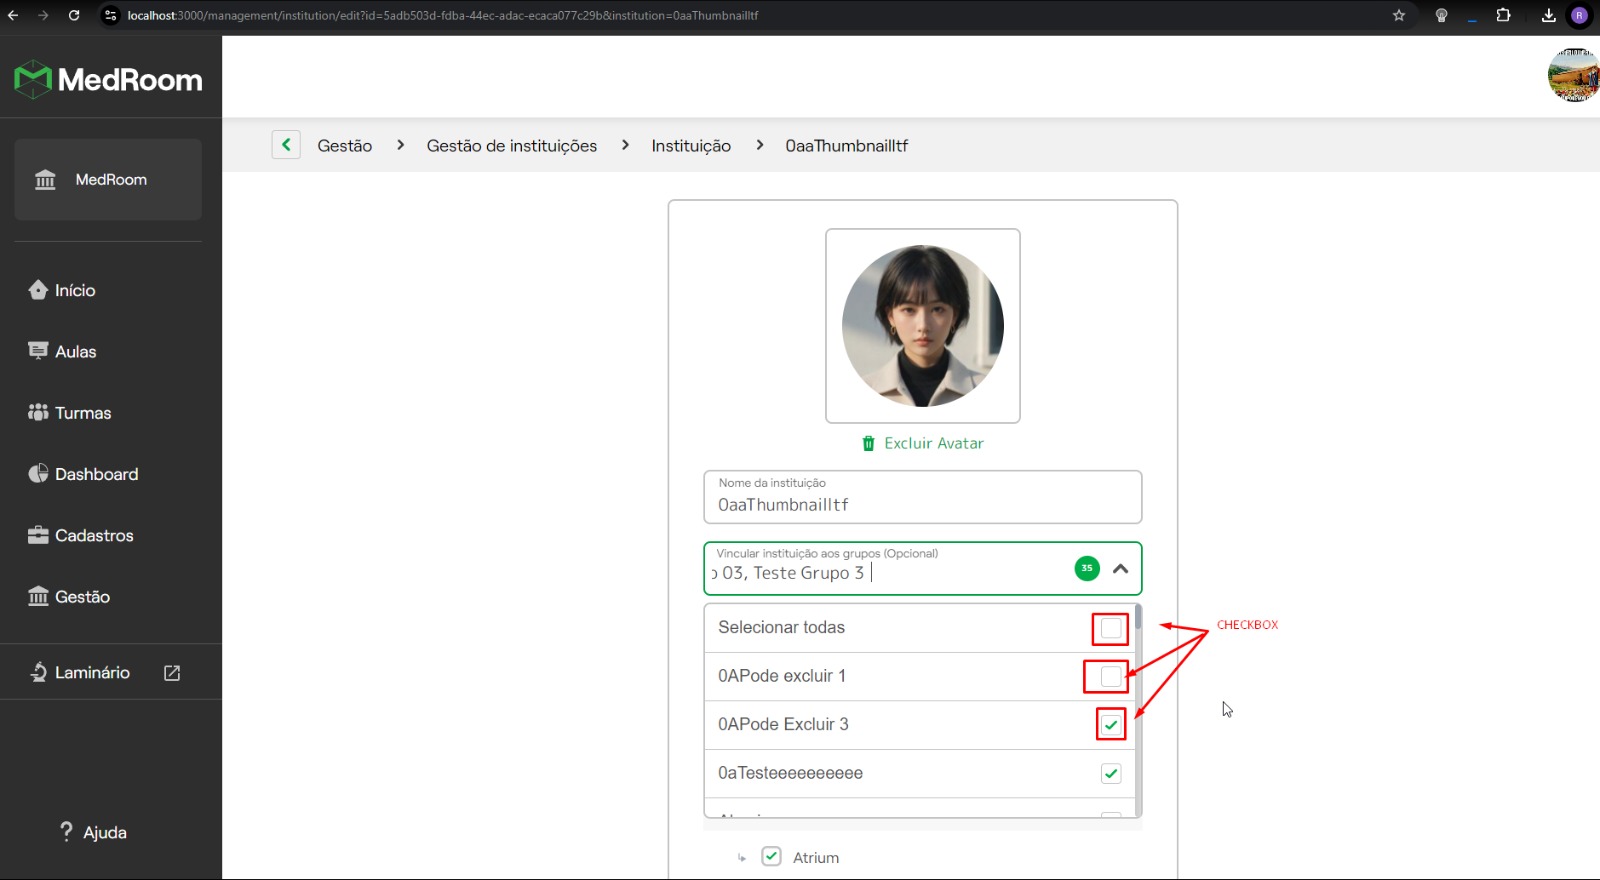 localhost:3000/management/institution/edit?id=5adb503d-fdba-44ec-adac-ecaca077c29b&institution=0aaThumbnailltf
R
MedRoom
Gestão > Gestão de instituições > Instituição > 0aaThumbnailltf
MedRoom
Início
Aulas
Turmas
Dashboard
Cadastros
Gestão
Laminário
? Ajuda
Excluir Avatar
Nome da instituição
0aaThumbnailltf
Vincular instituição aos grupos (Opcional)
o 03, Teste Grupo 3
35
Selecionar todas
CHECKBOX
0APode excluir 1
0APode Excluir 3
0aTesteeeeeeeeee
Atrium